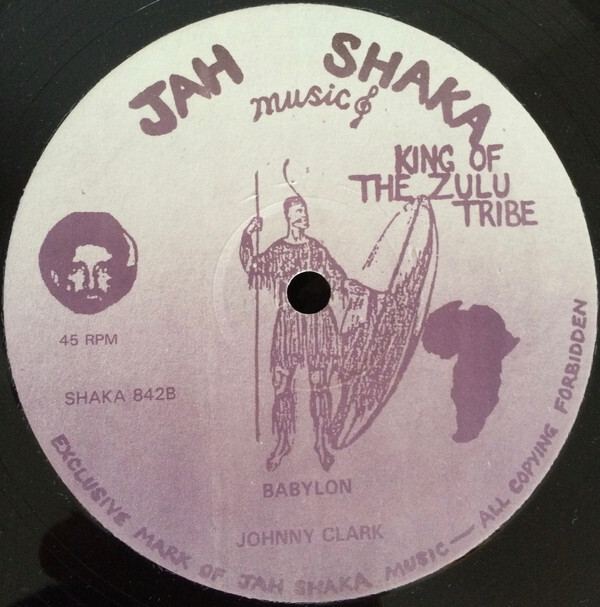 JAH SHAKA
music
KING OF
THE ZULU
TRIBE
45 RPM
SHAKA 842B
BABYLON
JOHNNY CLARK
EXCLUSIVE MARK OF JAH SHAKA MUSIC — ALL COPYING FORBIDDEN